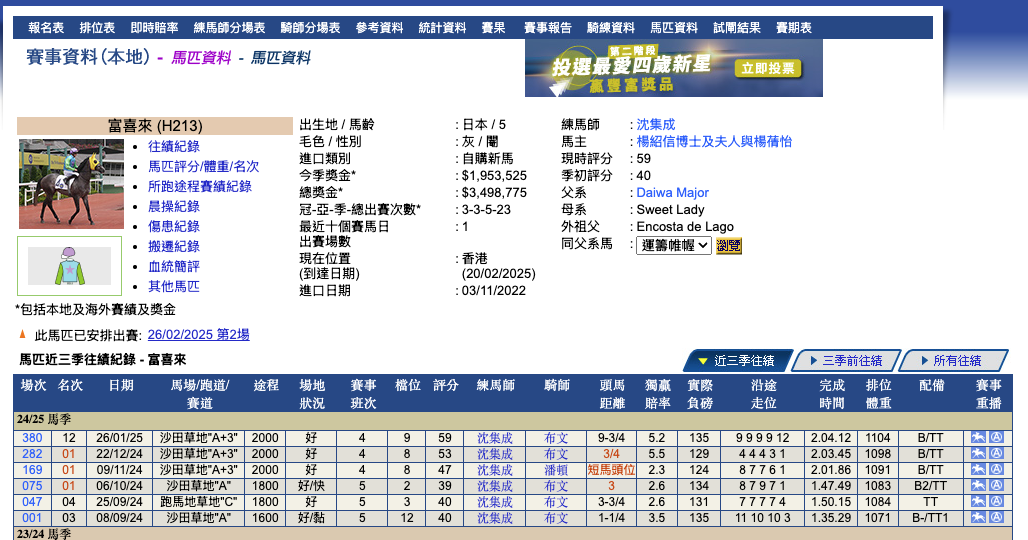 報名表 排位表 即時賠率 練馬師分場表 騎師分場表 參考資料 統計資料 賽果 賽事報告 騎練資料 馬匹資料 試閘結果 賽期表
賽事資料(本地) - 馬匹資料 - 馬匹資料
第二階段
投選最愛四歲新星
贏豐富獎品
立即投票
富喜來 (H213)
往績紀錄
馬匹評分/體重/名次
所跑途程賽績紀錄
晨操紀錄
傷患紀錄
搬遷紀錄
血統簡評
其他馬匹
出生地 / 馬齡 : 日本 / 5
毛色 / 性別 : 灰 / 閹
進口類別 : 自購新馬
今季獎金* : $1,953,525
總獎金* : $3,498,775
冠-亞-季-總出賽次數* : 3-3-5-23
最近十個賽馬日
出賽場數 : 1
現在位置
(到達日期) : 香港
(20/02/2025)
進口日期 : 03/11/2022
練馬師 : 沈集成
馬主 : 楊紹信博士及夫人與楊蒨怡
現時評分 : 59
季初評分 : 40
父系 : Daiwa Major
母系 : Sweet Lady
外祖父 : Encosta de Lago
同父系馬 : 運籌帷幄 瀏覽
*包括本地及海外賽績及獎金
此馬匹已安排出賽: 26/02/2025 第2場
馬匹近三季往績紀錄 - 富喜來
近三季往績 三季前往績 所有往績
場次 名次 日期 馬場/跑道/賽道 途程 場地狀況 賽事班次 檔位 評分 練馬師 騎師 頭馬距離 獨贏賠率 實際負磅 沿途走位 完成時間 排位體重 配備 賽事重播
24/25 馬季
380 12 26/01/25 沙田草地"A+3" 2000 好 4 9 59 沈集成 布文 9-3/4 5.2 135 9 9 9 9 12 2.04.12 1104 B/TT
282 01 22/12/24 沙田草地"A+3" 2000 好 4 8 53 沈集成 布文 3/4 5.5 129 4 4 4 3 1 2.03.45 1098 B/TT
169 01 09/11/24 沙田草地"A+3" 2000 好 4 8 47 沈集成 潘頓 短馬頭位 2.3 124 8 7 7 6 1 2.01.86 1091 B/TT
075 01 06/10/24 沙田草地"A" 1800 好/快 5 2 39 沈集成 布文 3 2.6 134 8 7 9 7 1 1.47.49 1083 B2/TT
047 04 25/09/24 跑馬地草地"C" 1800 好 5 3 40 沈集成 布文 3-3/4 2.6 131 7 7 7 7 4 1.50.15 1084 TT
001 03 08/09/24 沙田草地"A" 1600 好/黏 5 12 40 沈集成 布文 1-1/4 3.5 135 11 10 10 3 1.35.29 1071 B-/TT1
23/24 馬季